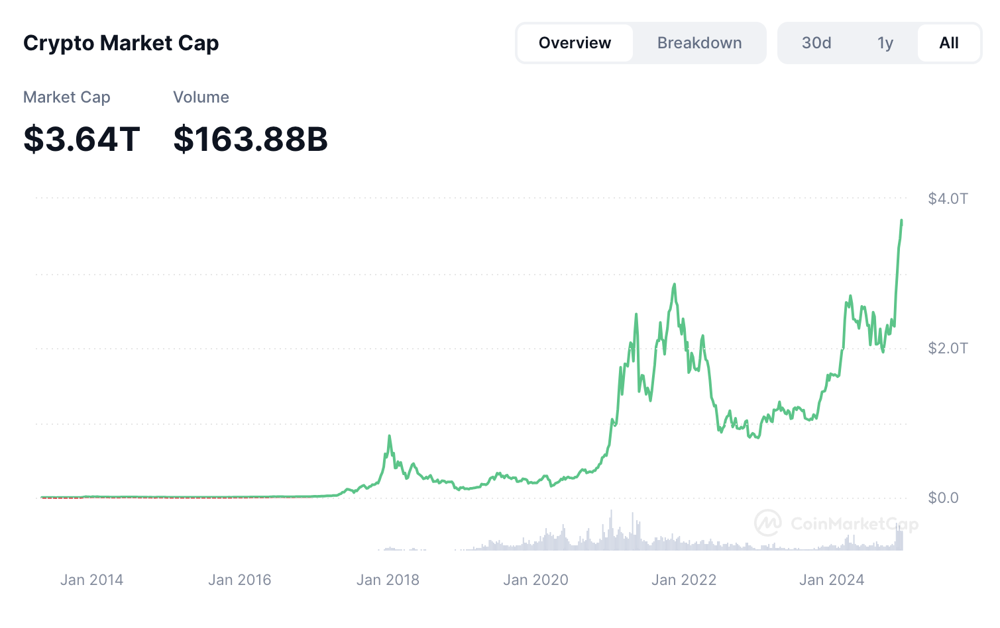 Crypto Market Cap
Overview Breakdown 30d 1y All
Market Cap Volume
$3.64T $163.88B
$4.0T
$2.0T
$0.0
CoinMarketCap
Jan 2014 Jan 2016 Jan 2018 Jan 2020 Jan 2022 Jan 2024